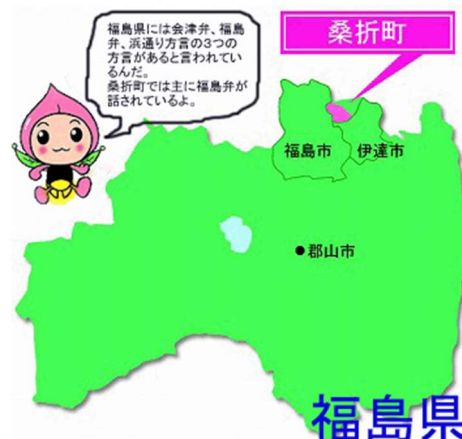 福島県には会津弁、福島
弁、浜通り方言の3つの
方言があると言われてい
るんだ。
桑折町では主に福島弁が
話されているよ。
桑折町
福島市
伊達市
●郡山市
福島県